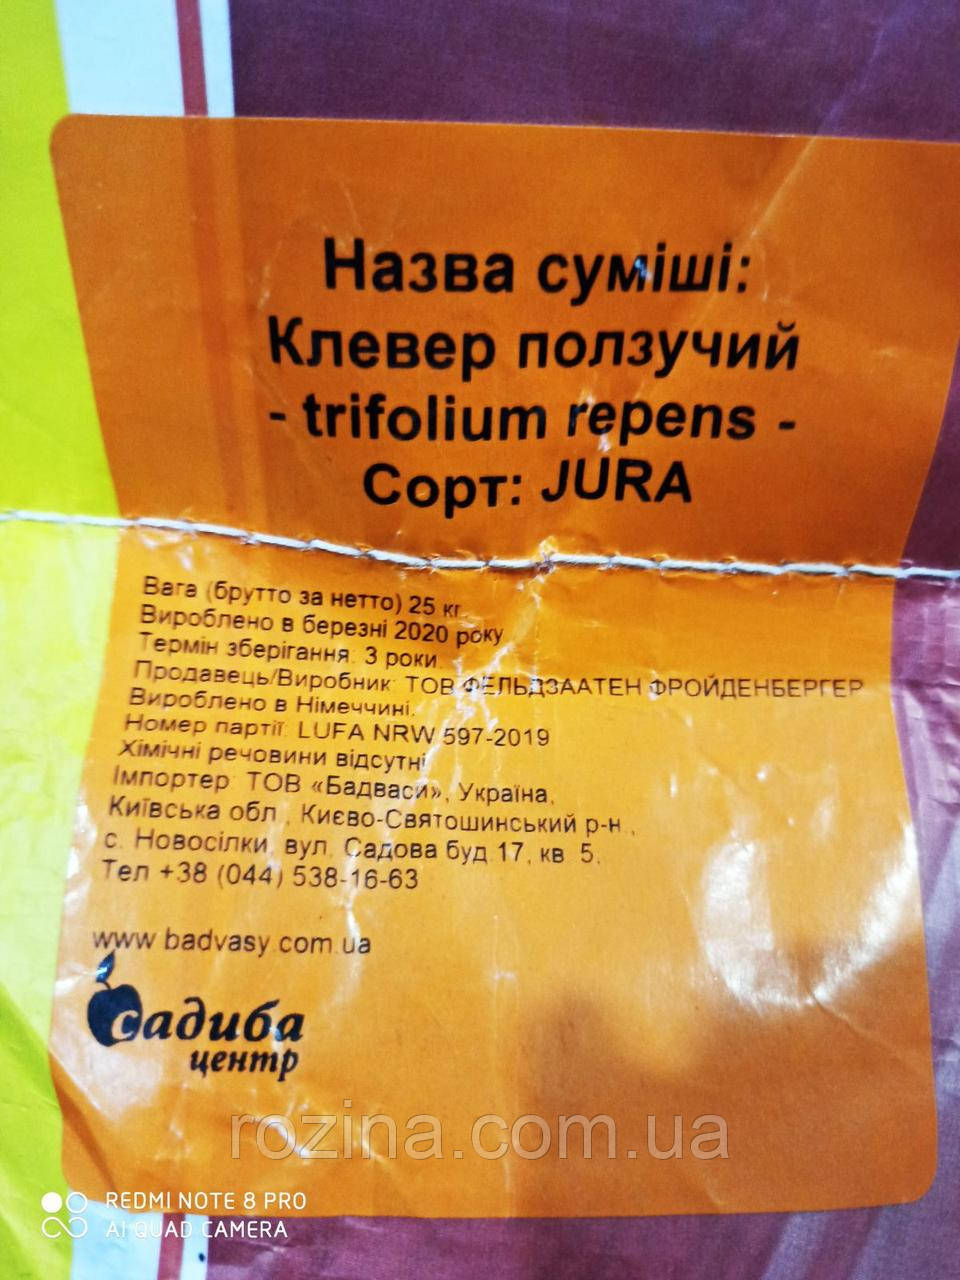 Назва суміші:
Клевер ползучий
- trifolium repens -
Сорт: JURA
Вага (брутто за нетто) 25 кг.
Вироблено в березні 2020 року
Термін зберігання: 3 роки.
Продавець/Виробник: ТОВ ФЕЛЬДЗААТЕН ФРОЙДЕНБЕРГЕР
Вироблено в Німеччині.
Номер партії: LUFA NRW 597-2019
Хімічні речовини відсутні
Імпортер: ТОВ «Бадваси», Україна,
Київська обл., Києво-Святошинський р-н.,
с. Новосілки, вул. Садова буд.17, кв. 5,
Тел +38 (044) 538-16-63
www.badvasy.com.ua
садиба
центр
rozina.com.ua
REDMI NOTE 8 PRO
AI QUAD CAMERA